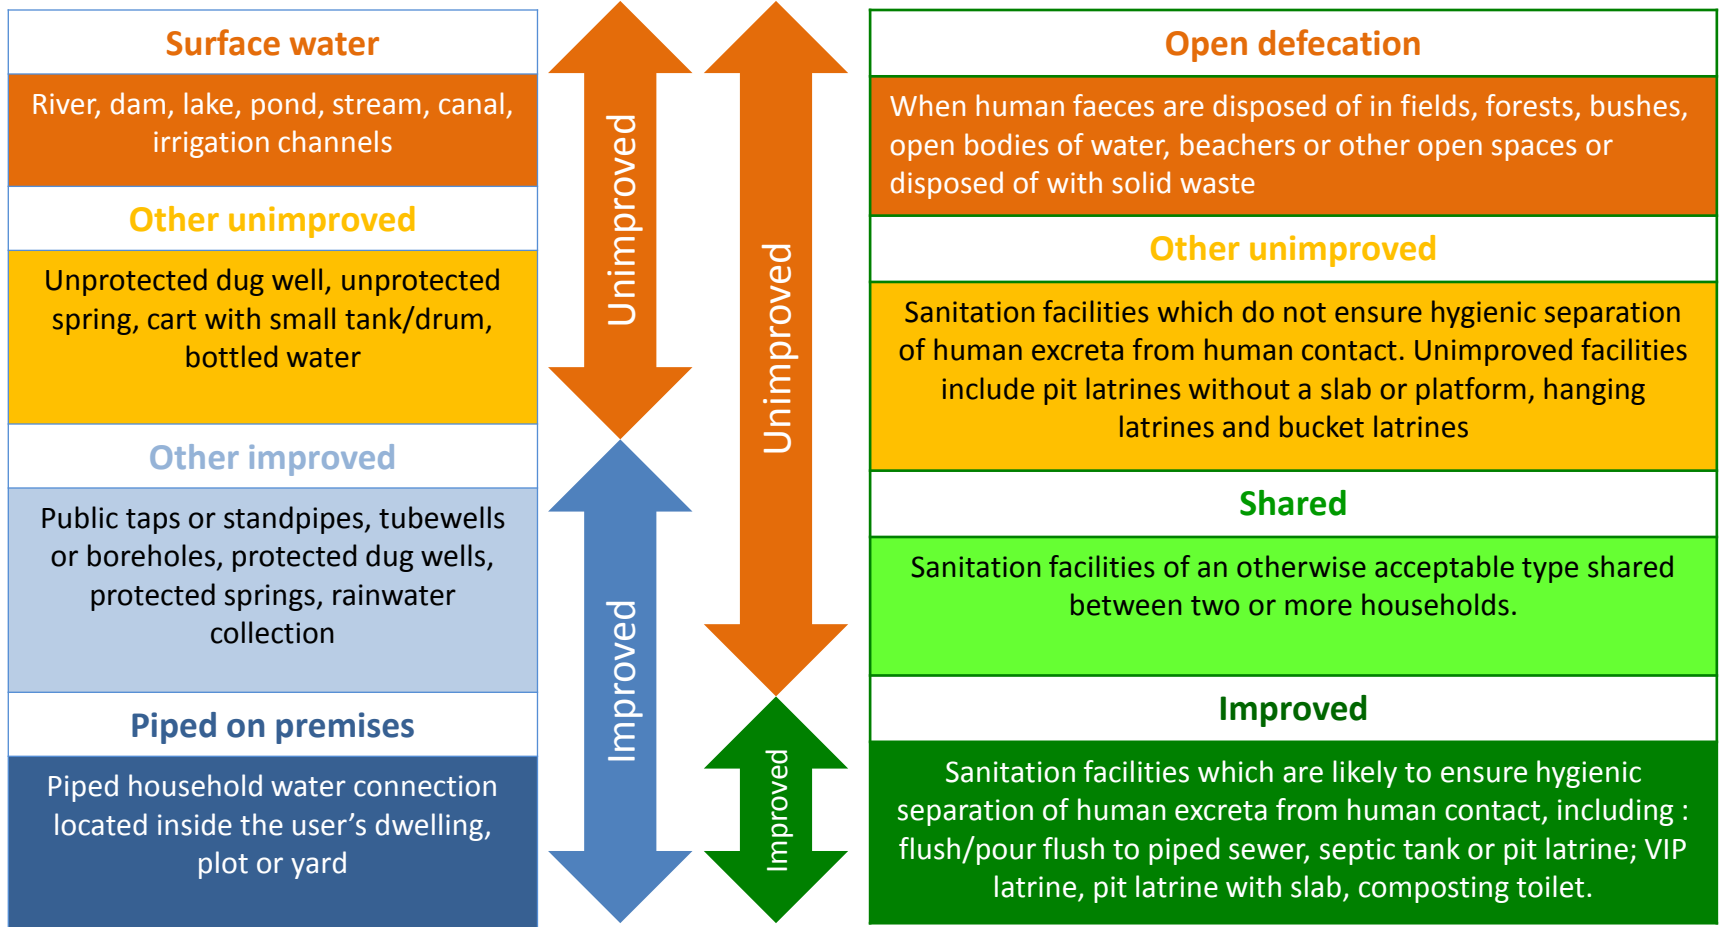 Surface water
River, dam, lake, pond, stream, canal,
irrigation channels
Other unimproved
Unprotected dug well, unprotected
spring, cart with small tank/drum,
bottled water
Other improved
Public taps or standpipes, tubewells
or boreholes, protected dug wells,
protected springs, rainwater
collection
Piped on premises
Piped household water connection
located inside the user’s dwelling,
plot or yard
Unimproved
Improved
Unimproved
Improved
Open defecation
When human faeces are disposed of in fields, forests, bushes,
open bodies of water, beachers or other open spaces or
disposed of with solid waste
Other unimproved
Sanitation facilities which do not ensure hygienic separation
of human excreta from human contact. Unimproved facilities
include pit latrines without a slab or platform, hanging
latrines and bucket latrines
Shared
Sanitation facilities of an otherwise acceptable type shared
between two or more households.
Improved
Sanitation facilities which are likely to ensure hygienic
separation of human excreta from human contact, including :
flush/pour flush to piped sewer, septic tank or pit latrine; VIP
latrine, pit latrine with slab, composting toilet.